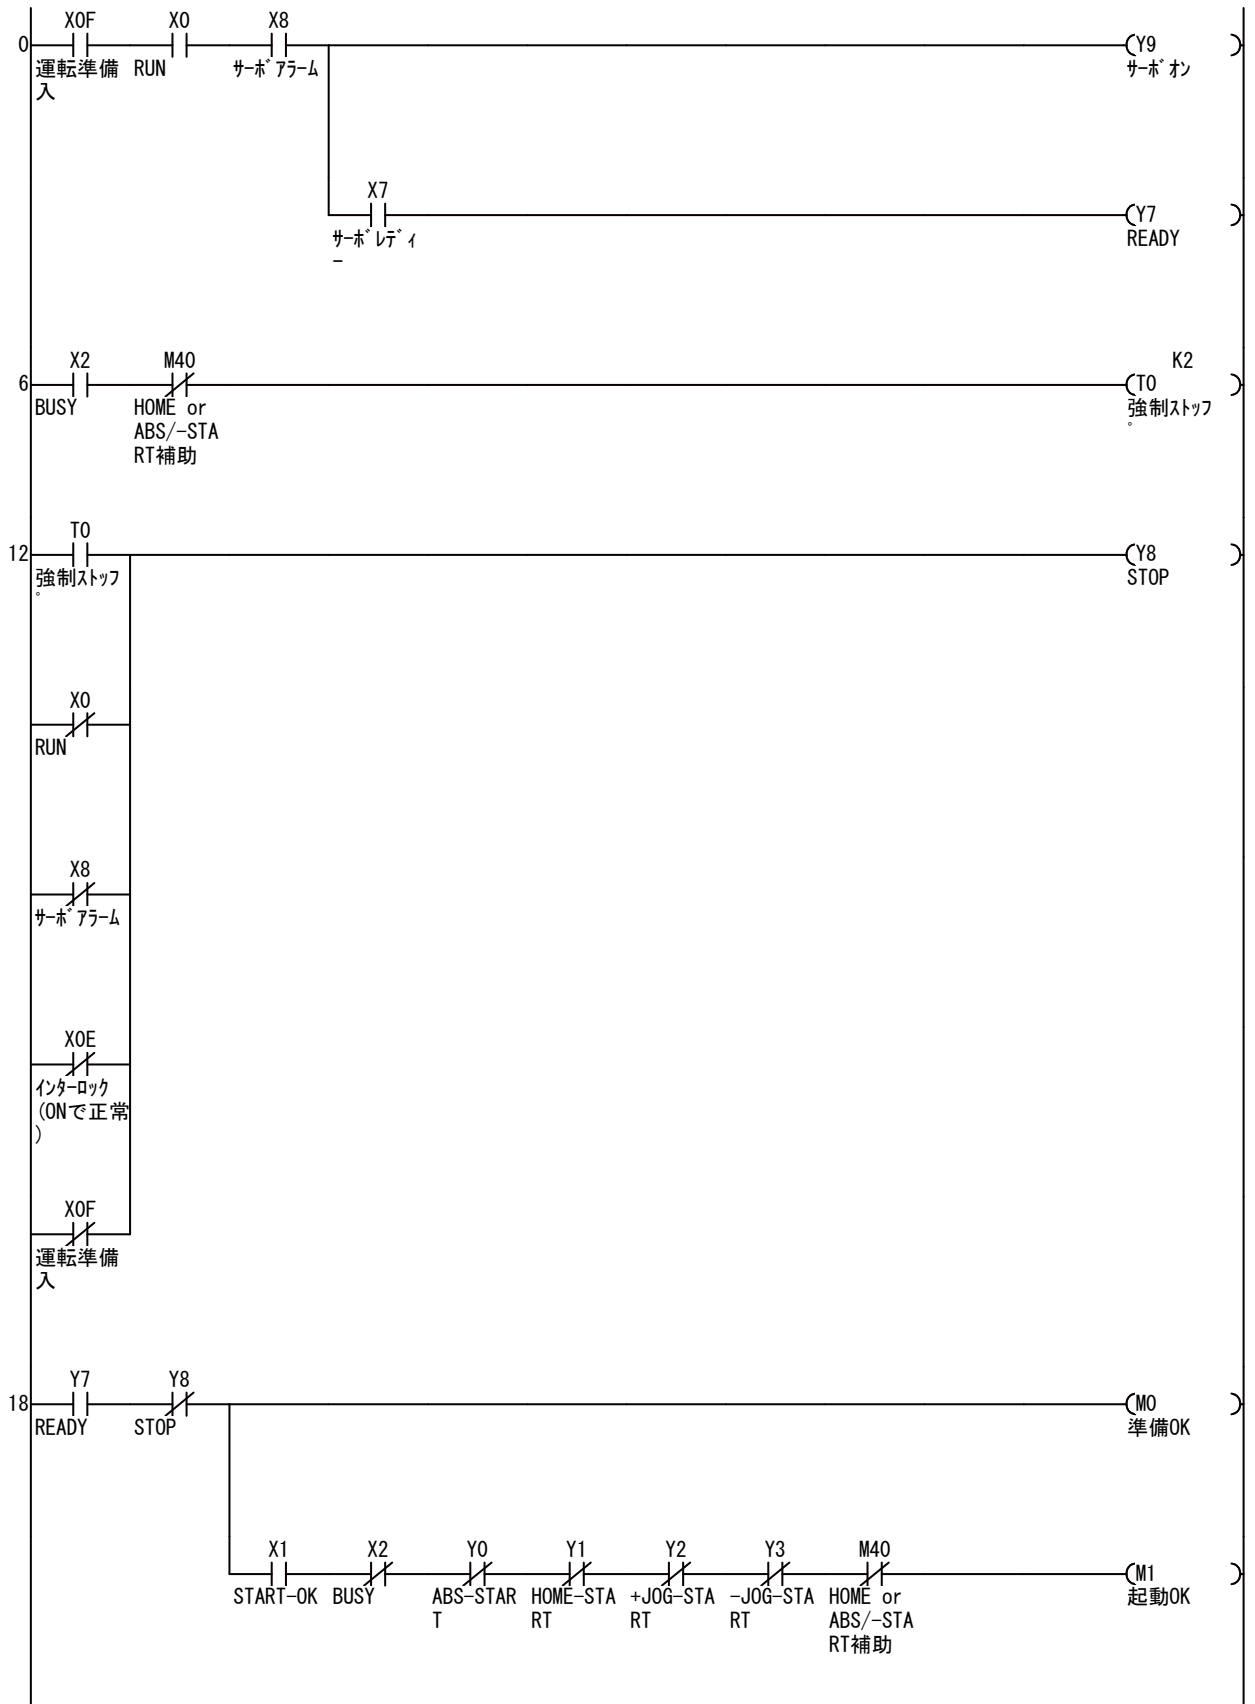 X0F X0 X8
0 (Y9 )
運転準備 RUN ｻｰﾎﾞｱﾗｰﾑ ｻｰﾎﾞｵﾝ
入
X7
(Y7 )
ｻｰﾎﾞﾚﾃﾞｨ READY
ｰ
X2 M40 K2
6 (T0 )
BUSY HOME or 強制ｽﾄｯﾌ
ABS/-STA ﾟ
RT補助
T0
12 (Y8 )
強制ｽﾄｯﾌ STOP
ﾟ
X0
RUN
X8
ｻｰﾎﾞｱﾗｰﾑ
X0E
ｲﾝﾀｰﾛｯｸ
(ONで正常
)
X0F
運転準備
入
Y7 Y8
18 (M0 )
READY STOP 準備OK
X1 X2 Y0 Y1 Y2 Y3 M40
(M1 )
START-OK BUSY ABS-STAR HOME-STA +JOG-STA -JOG-STA HOME or 起動OK
T RT RT RT ABS/-STA
RT補助